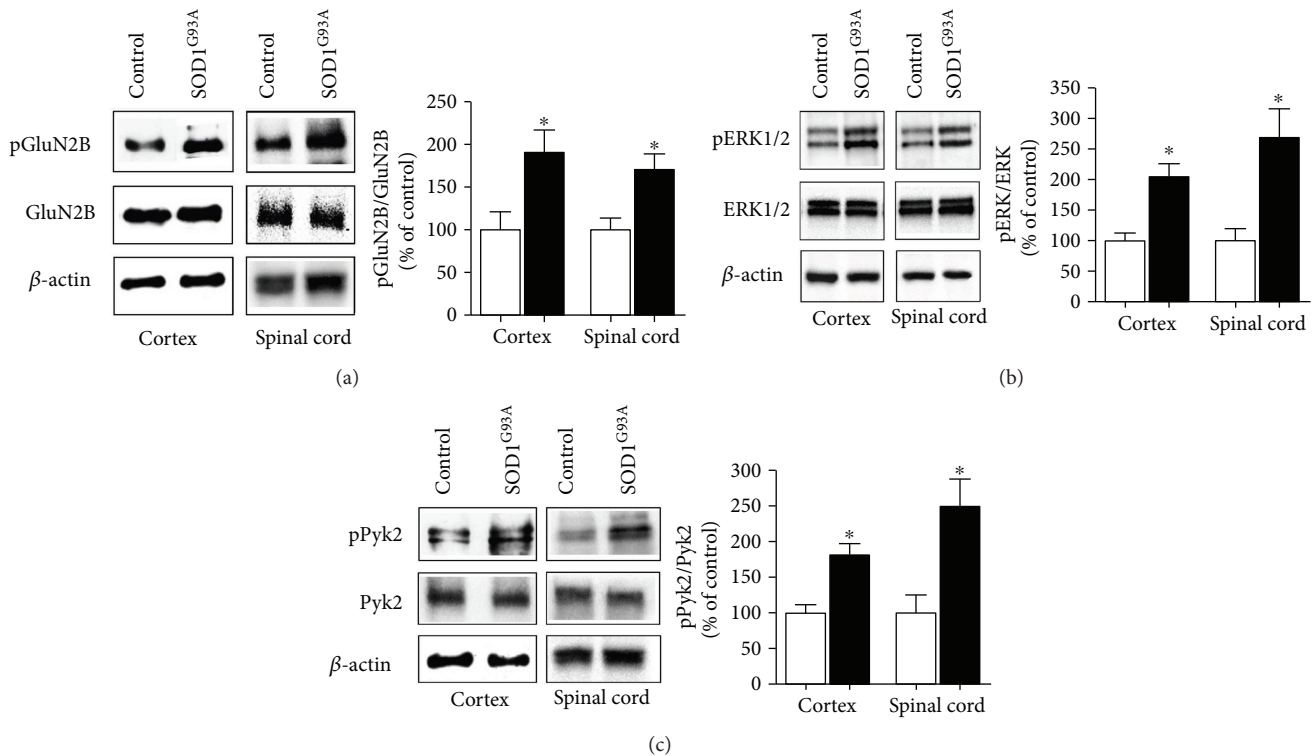 Control
SOD1G93A
Control
SOD1G93A
pGluN2B
GluN2B
β-actin
Cortex
Spinal cord
pGluN2B/GluN2B
(% of control)
250
200
150
100
50
0
*
*
Cortex
Spinal cord
(a)
Control
SOD1G93A
Control
SOD1G93A
pERK1/2
ERK1/2
β-actin
Cortex
Spinal cord
pERK/ERK
(% of control)
350
300
250
200
150
100
50
0
*
*
Cortex
Spinal cord
(b)
Control
SOD1G93A
Control
SOD1G93A
pPyk2
Pyk2
β-actin
Cortex
Spinal cord
pPyk2/Pyk2
(% of control)
300
250
200
150
100
50
0
*
*
Cortex
Spinal cord
(c)